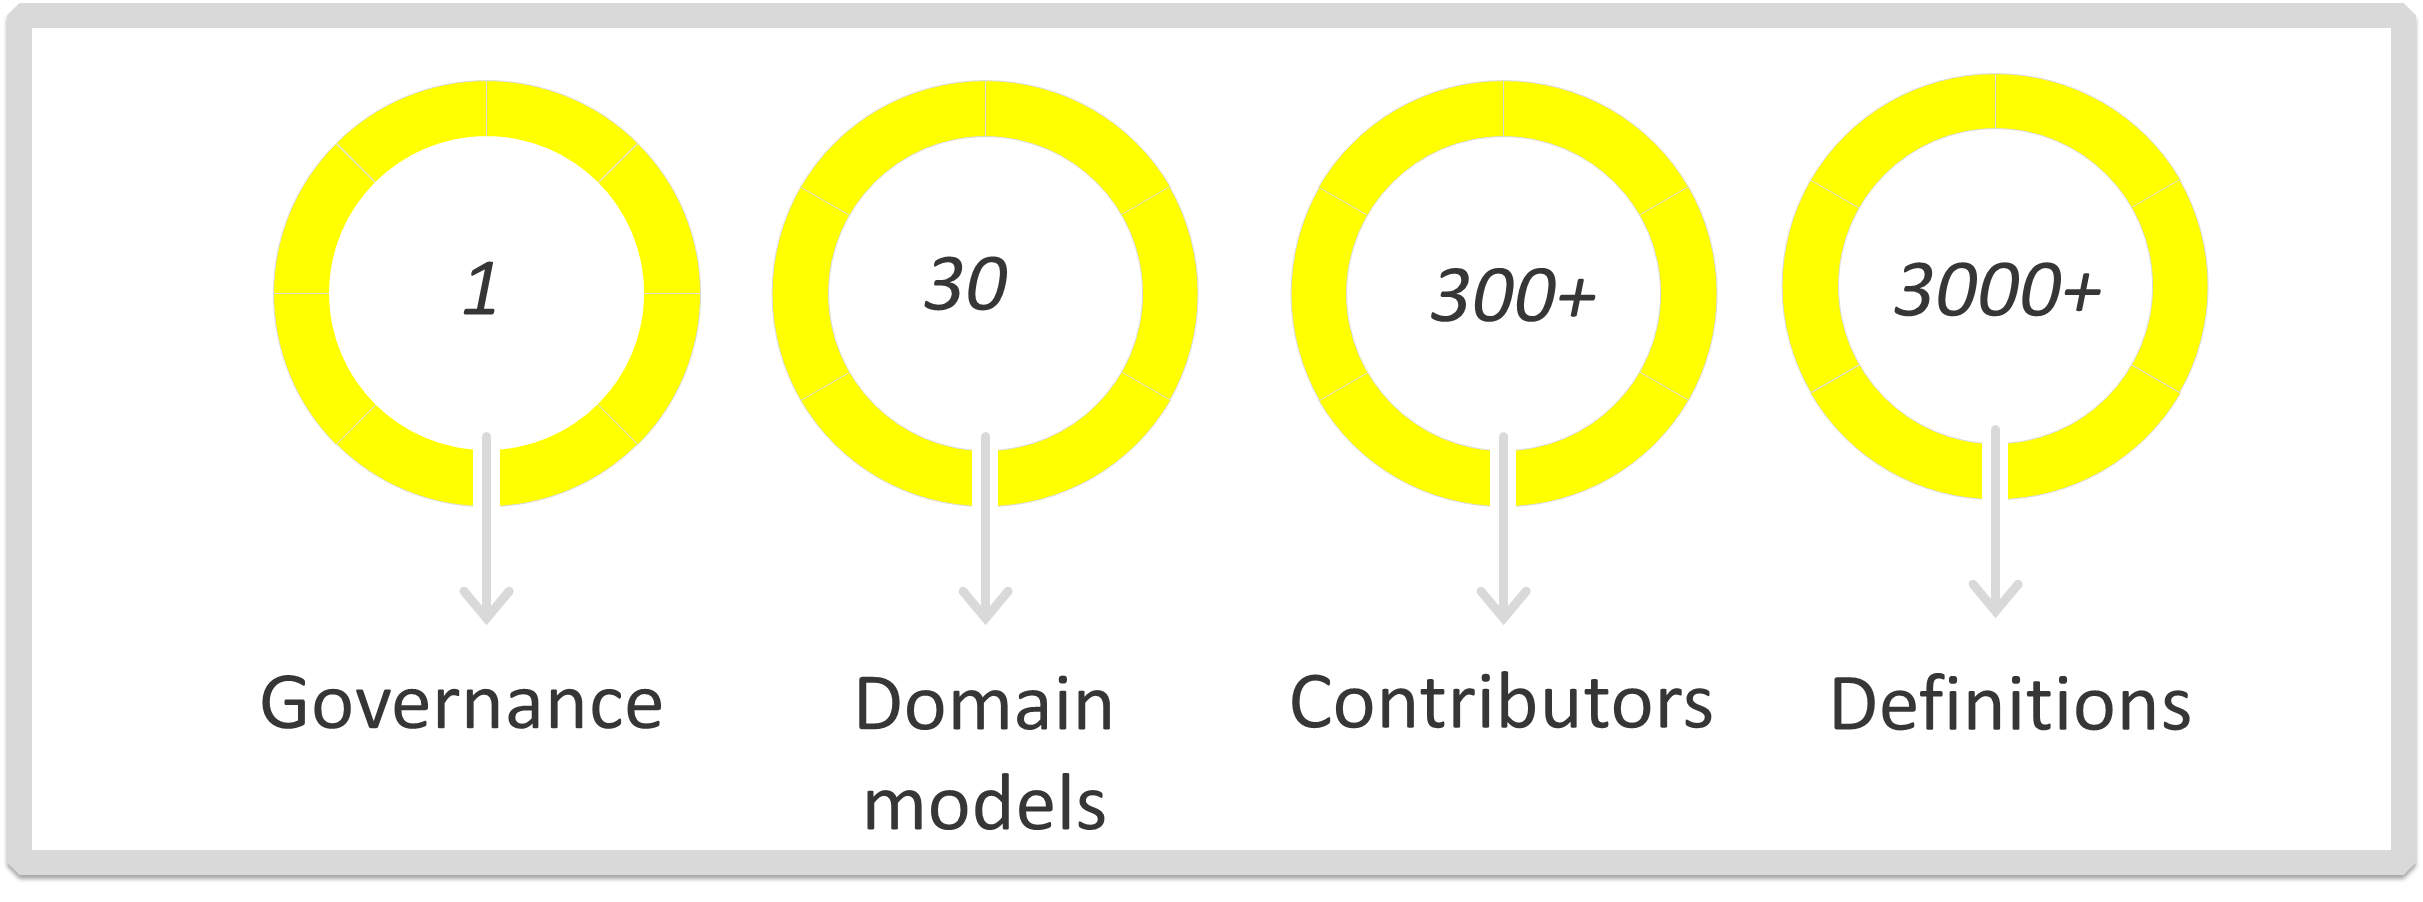 1
30
300+
3000+
Governance
Domain
models
Contributors
Definitions